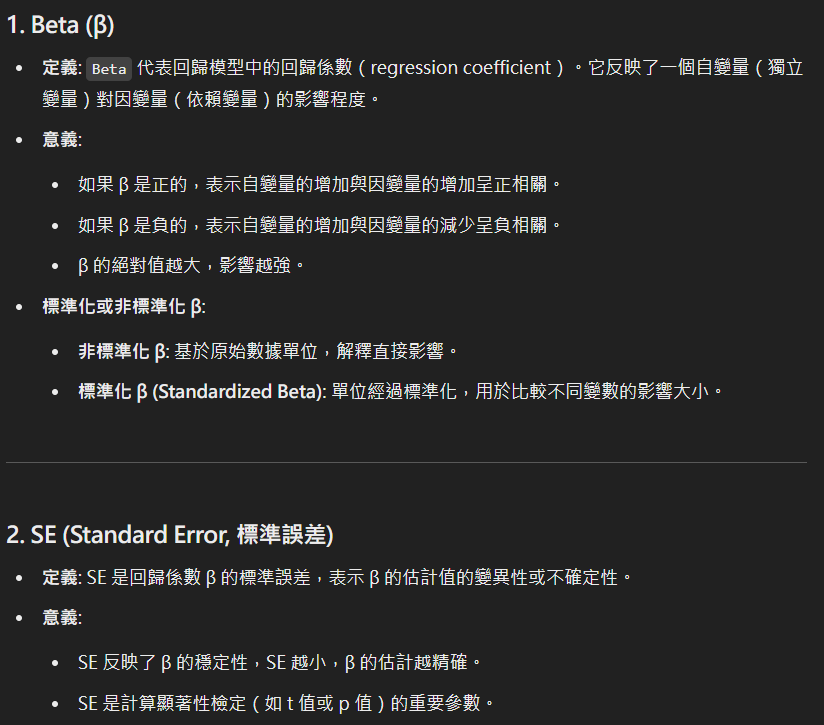 1. Beta (β)
定義: Beta 代表回歸模型中的回歸係數（regression coefficient）。它反映了一個自變量（獨立
變量）對因變量（依賴變量）的影響程度。
意義:
如果 β 是正的，表示自變量的增加與因變量的增加呈正相關。
如果 β 是負的，表示自變量的增加與因變量的減少呈負相關。
β 的絕對值越大，影響越強。
標準化或非標準化 β:
非標準化 β: 基於原始數據單位，解釋直接影響。
標準化 β (Standardized Beta): 單位經過標準化，用於比較不同變數的影響大小。
2. SE (Standard Error, 標準誤差)
定義: SE 是回歸係數 β 的標準誤差，表示 β 的估計值的變異性或不確定性。
意義:
SE 反映了 β 的穩定性，SE 越小，β 的估計越精確。
SE 是計算顯著性檢定（如 t 值或 p 值）的重要參數。